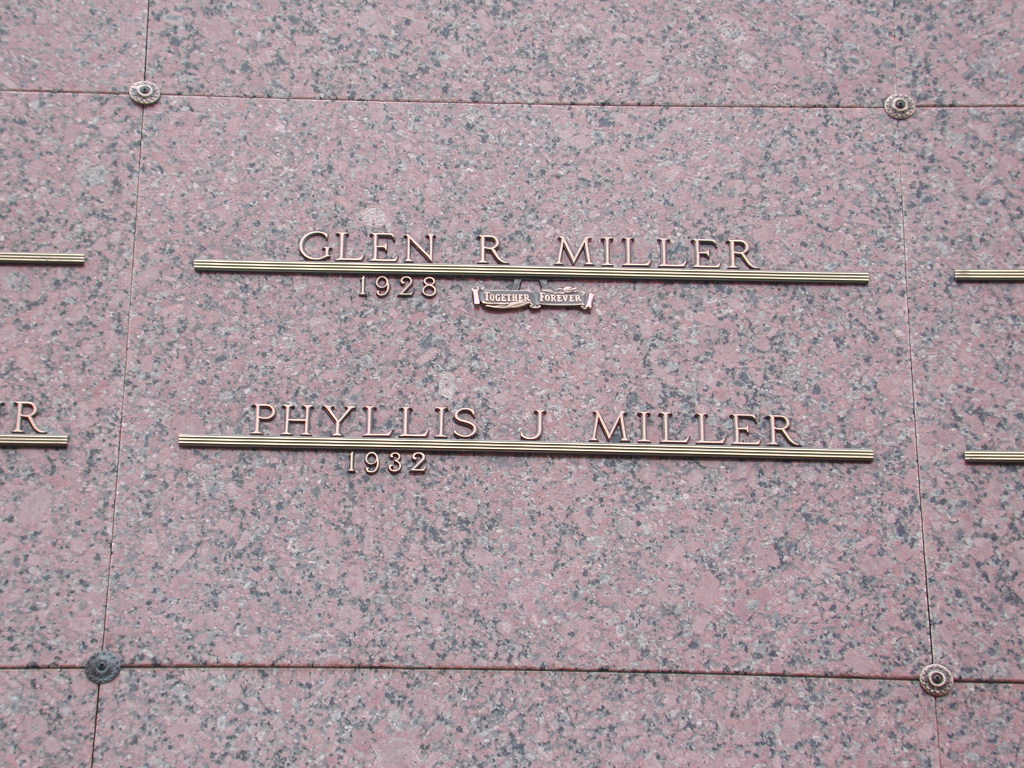 GLEN R MILLER
1928
TOGETHER FOREVER
R
PHYLLIS J MILLER
1932